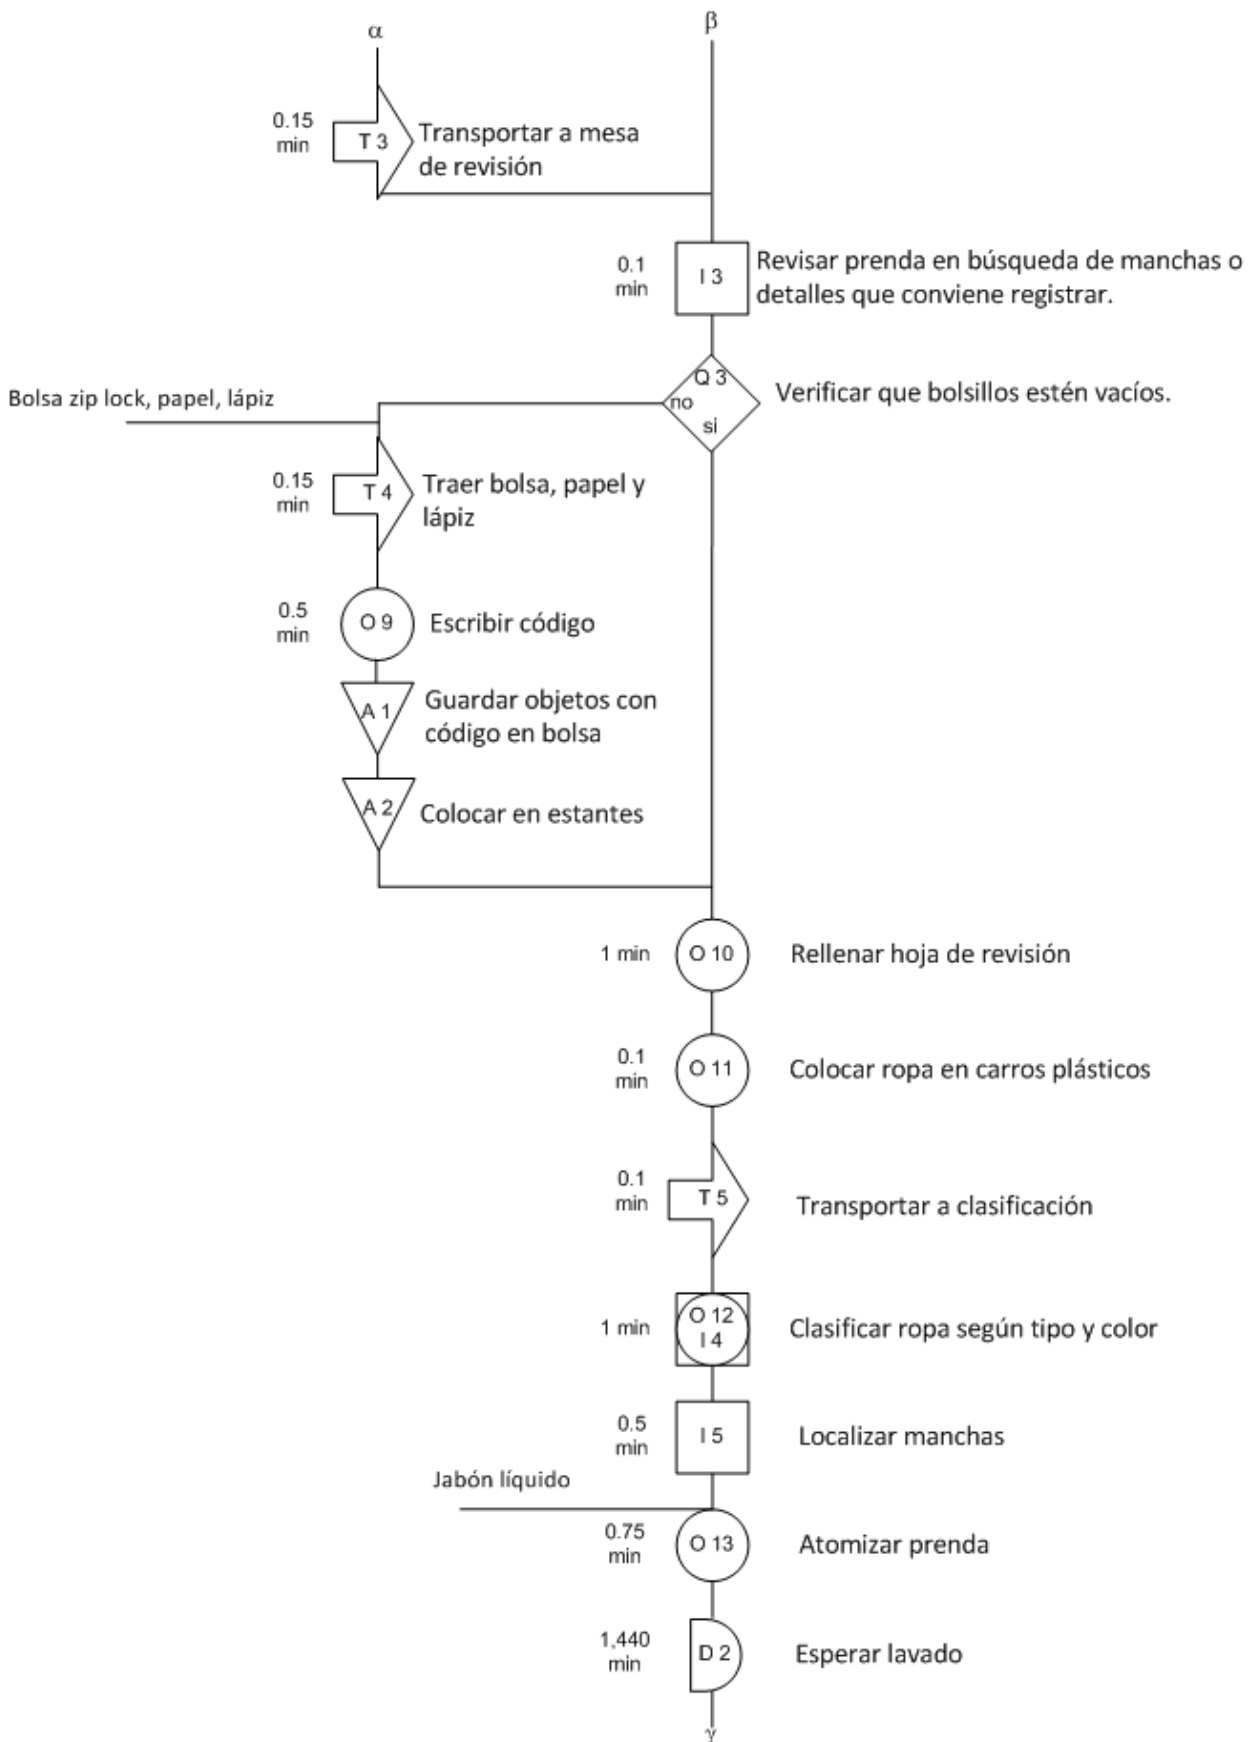 α
β
0.15
min
T 3
Transportar a mesa
de revisión
0.1
min
I 3
Revisar prenda en búsqueda de manchas o
detalles que conviene registrar.
Q 3
no
si
Verificar que bolsillos estén vacíos.
Bolsa zip lock, papel, lápiz
0.15
min
T 4
Traer bolsa, papel y
lápiz
0.5
min
O 9
Escribir código
A 1
Guardar objetos con
código en bolsa
A 2
Colocar en estantes
1 min
O 10
Rellenar hoja de revisión
0.1
min
O 11
Colocar ropa en carros plásticos
0.1
min
T 5
Transportar a clasificación
1 min
O 12
I 4
Clasificar ropa según tipo y color
0.5
min
I 5
Localizar manchas
Jabón líquido
0.75
min
O 13
Atomizar prenda
1,440
min
D 2
Esperar lavado
γ